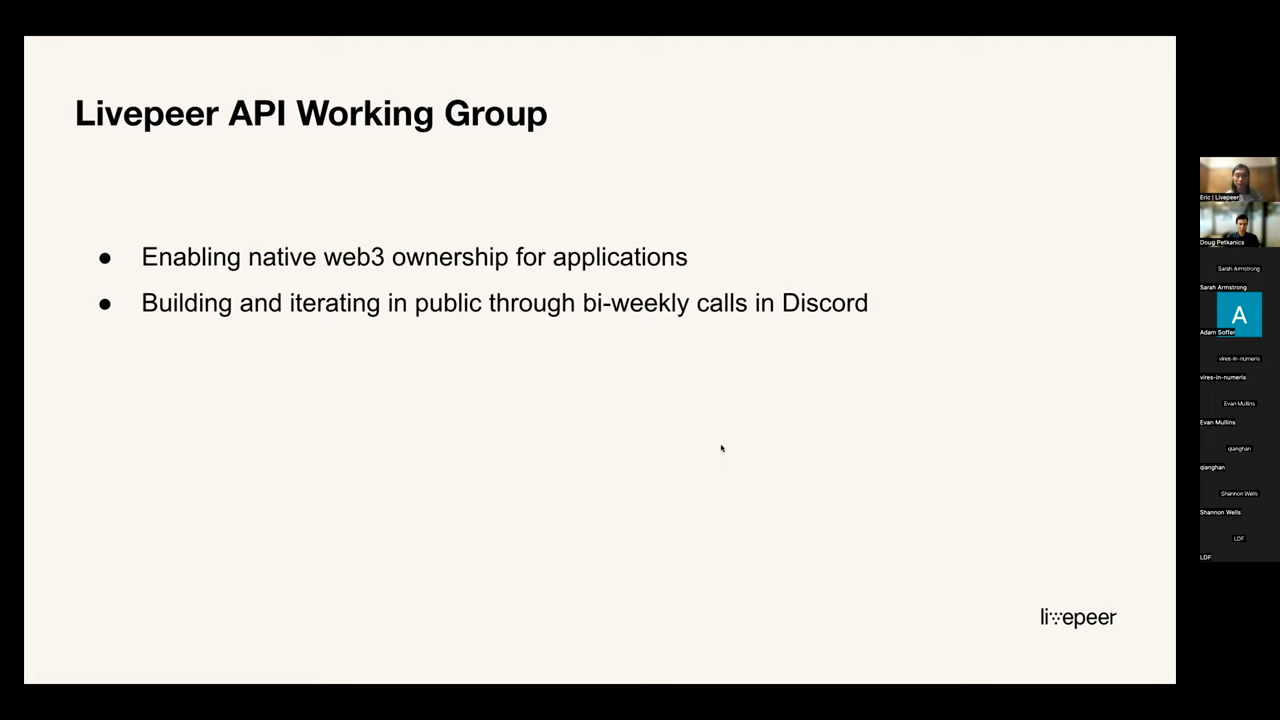 Livepeer API Working Group
● Enabling native web3 ownership for applications
● Building and iterating in public through bi-weekly calls in Discord
livepeer
Eric | Livepeer
Doug Petkanics
Sarah Armstrong
Sarah Armstrong
A
Adam Soffer
vires-in-numeris
vires-in-numeris
Evan Mullins
Evan Mullins
qianghan
qianghan
Shannon Wells
Shannon Wells
LDF
LDF